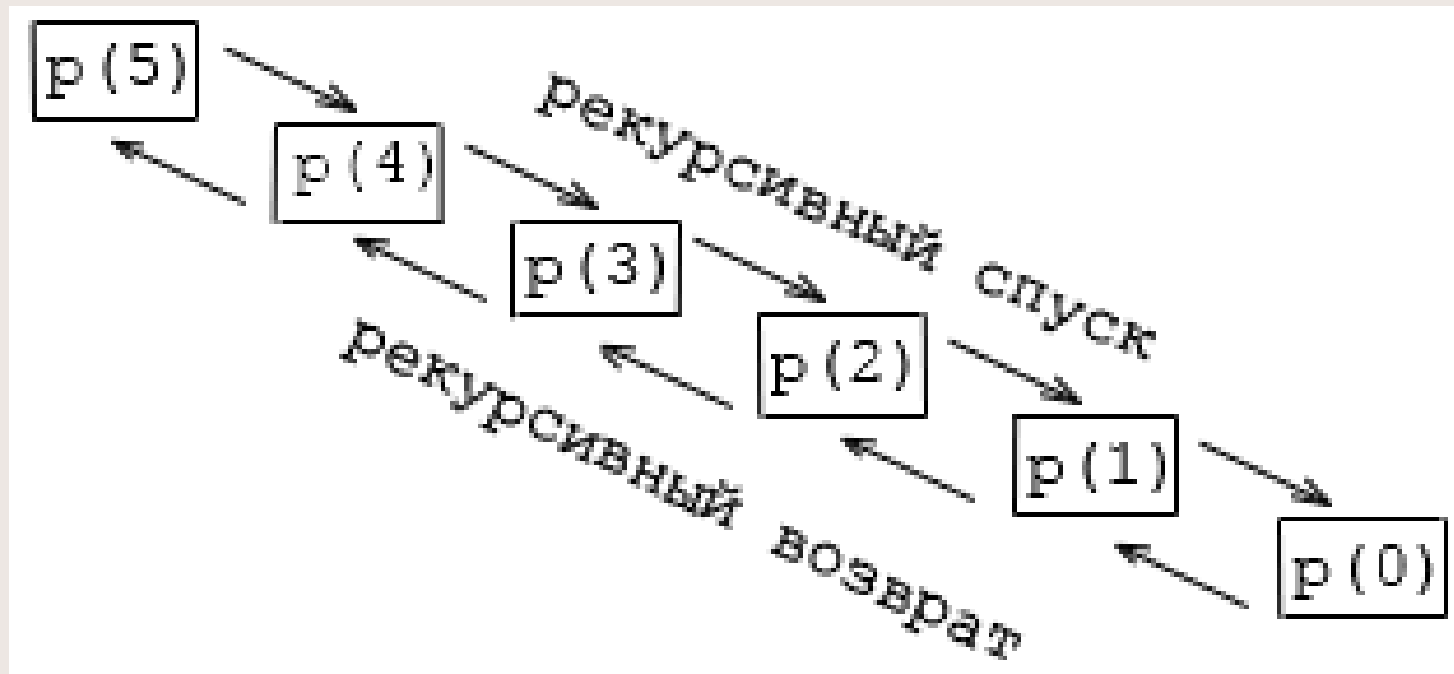 p(5)
p(4)
рекурсивный спуск
p(3)
p(2)
рекурсивный возврат
p(1)
p(0)